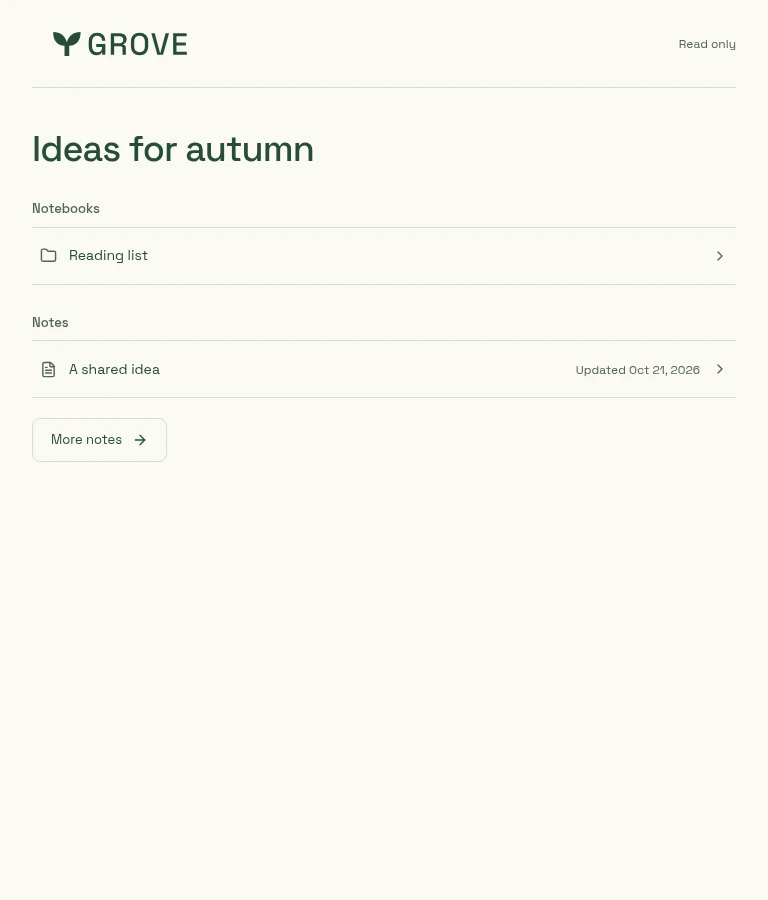 GROVE
Read only
Ideas for autumn
Notebooks
Reading list
Notes
A shared idea
Updated Oct 21, 2026
More notes